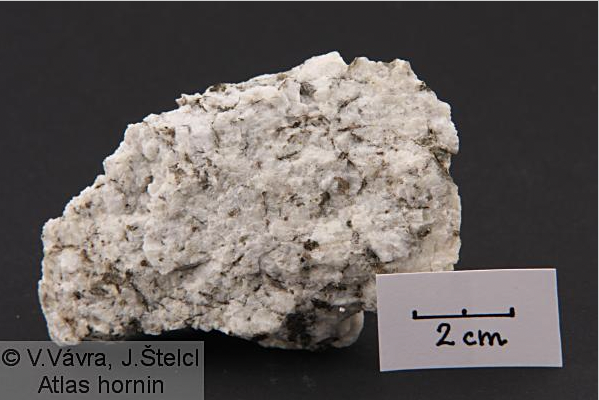 2 cm
© V.Vávra, J.Štelcl
Atlas hornin